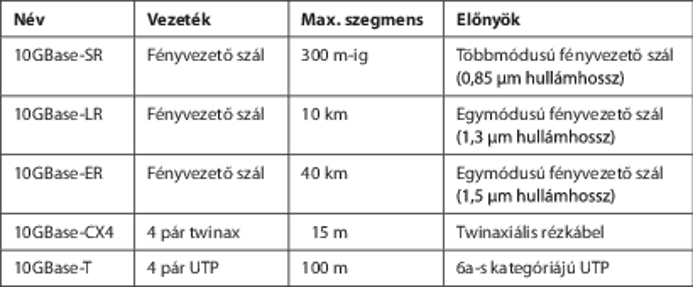 Név Vezeték Max. szegmens Előnyök
10GBase-SR Fényvezető szál 300 m-ig Többmódusú fényvezető szál
(0,85 μm hullámhossz)
10GBase-LR Fényvezető szál 10 km Egymódusú fényvezető szál
(1,3 μm hullámhossz)
10GBase-ER Fényvezető szál 40 km Egymódusú fényvezető szál
(1,5 μm hullámhossz)
10GBase-CX4 4 pár twinax 15 m Twinaxiális rézkábel
10GBase-T 4 pár UTP 100 m 6a-s kategóriájú UTP